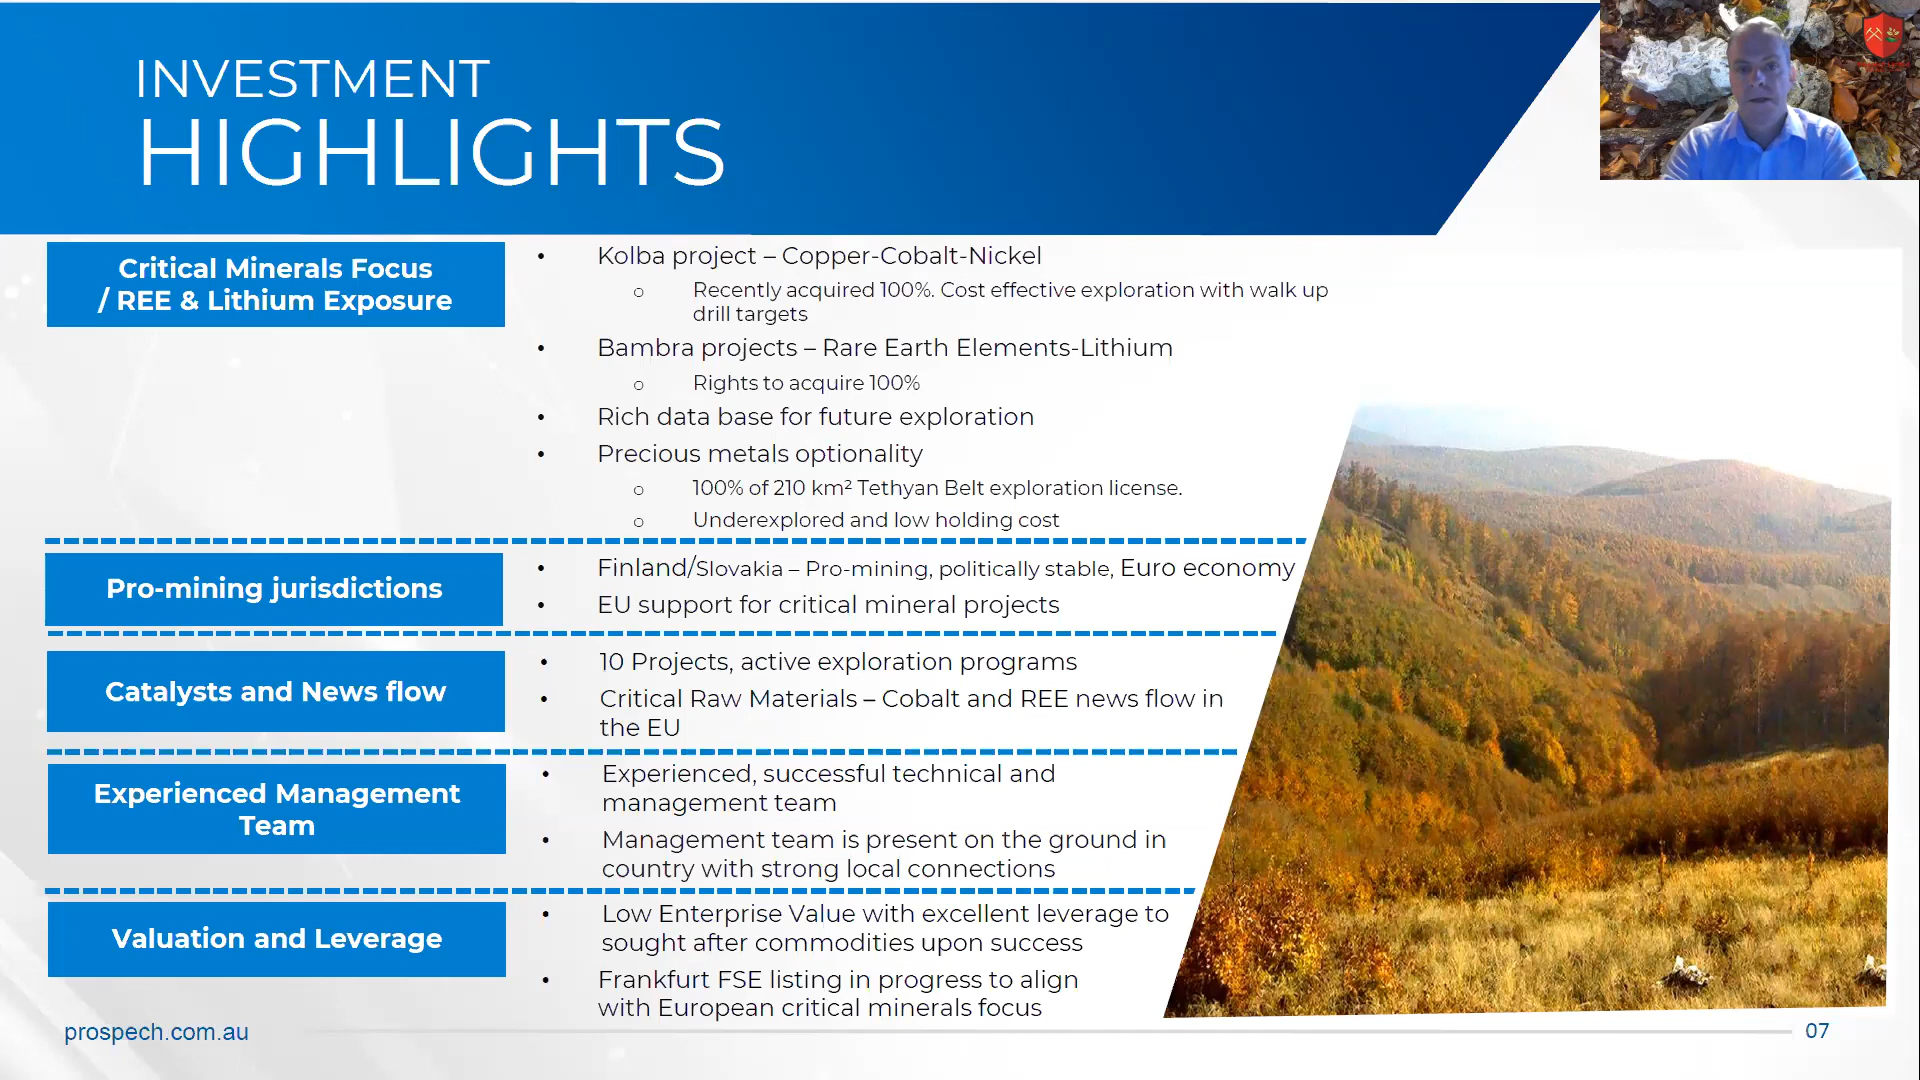 INVESTMENT
HIGHLIGHTS
Critical Minerals Focus
/ REE & Lithium Exposure
• Kolba project – Copper-Cobalt-Nickel
o Recently acquired 100%. Cost effective exploration with walk up
drill targets
• Bambra projects – Rare Earth Elements-Lithium
o Rights to acquire 100%
• Rich data base for future exploration
• Precious metals optionality
o 100% of 210 km² Tethyan Belt exploration license.
o Underexplored and low holding cost
Pro-mining jurisdictions
• Finland/Slovakia – Pro-mining, politically stable, Euro economy
• EU support for critical mineral projects
Catalysts and News flow
• 10 Projects, active exploration programs
• Critical Raw Materials – Cobalt and REE news flow in
the EU
Experienced Management
Team
• Experienced, successful technical and
management team
• Management team is present on the ground in
country with strong local connections
Valuation and Leverage
• Low Enterprise Value with excellent leverage to
sought after commodities upon success
• Frankfurt FSE listing in progress to align
with European critical minerals focus
prospech.com.au
07